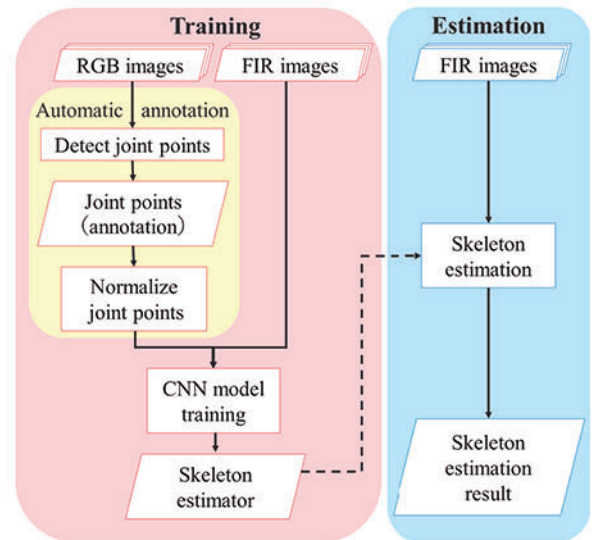 Training
RGB images
FIR images
Automatic annotation
Detect joint points
Joint points
(annotation)
Normalize
joint points
CNN model
training
Skeleton
estimator
Estimation
FIR images
Skeleton
estimation
Skeleton
estimation
result